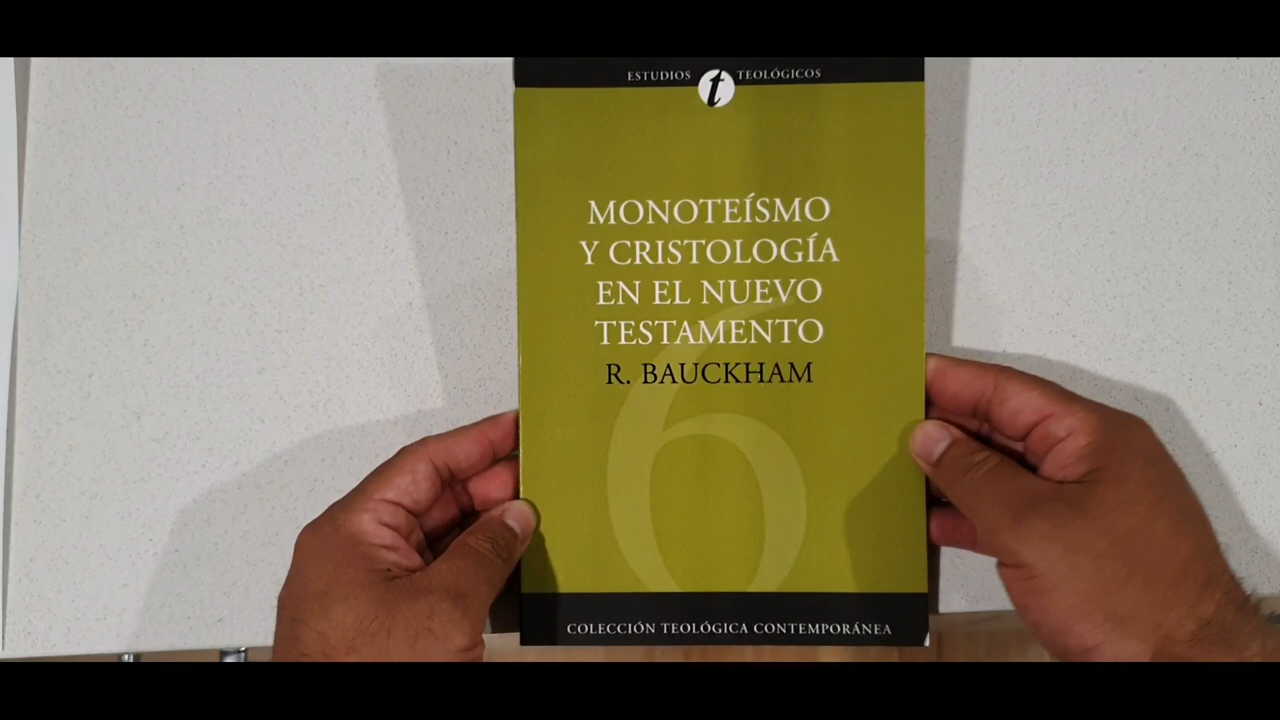 ESTUDIOS t TEOLÓGICOS
MONOTEÍSMO
Y CRISTOLOGÍA
EN EL NUEVO
TESTAMENTO
R. BAUCKHAM
6
COLECCIÓN TEOLÓGICA CONTEMPORÁNEA